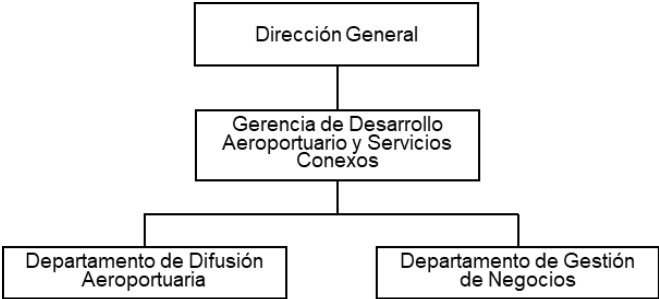 Dirección General
Gerencia de Desarrollo
Aeroportuario y Servicios
Conexos
Departamento de Difusión
Aeroportuaria
Departamento de Gestión
de Negocios